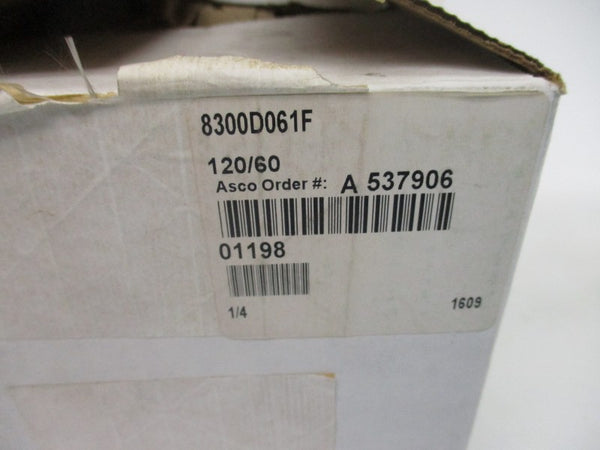 8300D061F
120/60
Asco Order #: A 537906
01198
1/4 1609